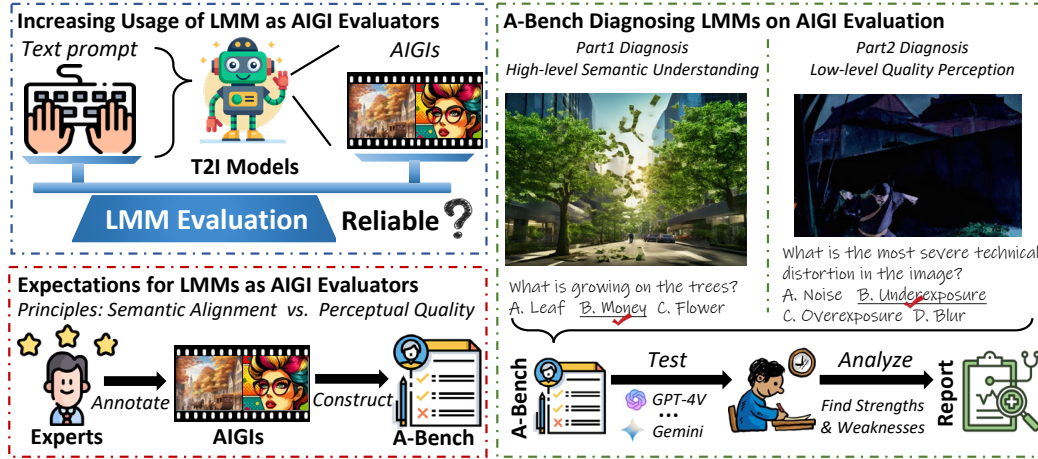 Increasing Usage of LMM as AIGI Evaluators
Text prompt
AIGIs
T2I Models
LMM Evaluation
Reliable ?
Expectations for LMMs as AIGI Evaluators
Principles: Semantic Alignment vs. Perceptual Quality
Annotate
Construct
Experts
AIGIs
A-Bench
A-Bench Diagnosing LMMs on AIGI Evaluation
Part1 Diagnosis
High-level Semantic Understanding
Part2 Diagnosis
Low-level Quality Perception
What is growing on the trees?
A. Leaf B. Money C. Flower
What is the most severe technical
distortion in the image?
A. Noise B. Underexposure
C. Overexposure D. Blur
A-Bench
Test
GPT-4V
...
Gemini
Analyze
Find Strengths
& Weaknesses
Report